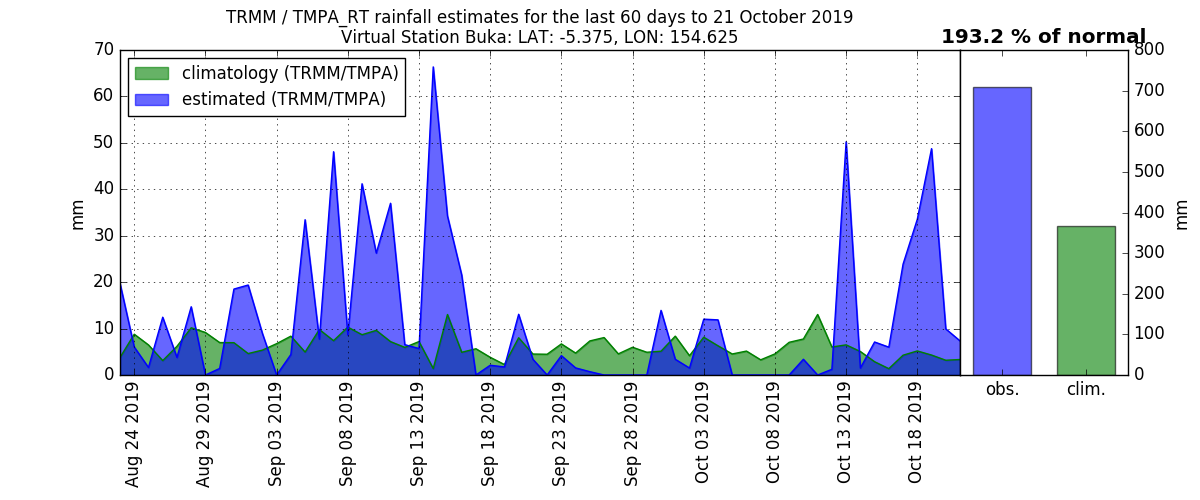 TRMM / TMPA_RT rainfall estimates for the last 60 days to 21 October 2019
Virtual Station Buka: LAT: -5.375, LON: 154.625
193.2 % of normal
climatology (TRMM/TMPA)
estimated (TRMM/TMPA)
70
60
50
40
30
20
10
0
mm
Aug 24 2019
Aug 29 2019
Sep 03 2019
Sep 08 2019
Sep 13 2019
Sep 18 2019
Sep 23 2019
Sep 28 2019
Oct 03 2019
Oct 08 2019
Oct 13 2019
Oct 18 2019
800
700
600
500
400
300
200
100
0
mm
obs.
clim.